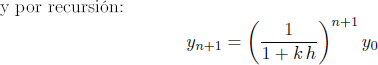 y por recursión:
$y_{n+1} = \left( \frac{1}{1 + k\,h} \right)^{n+1} y_0$